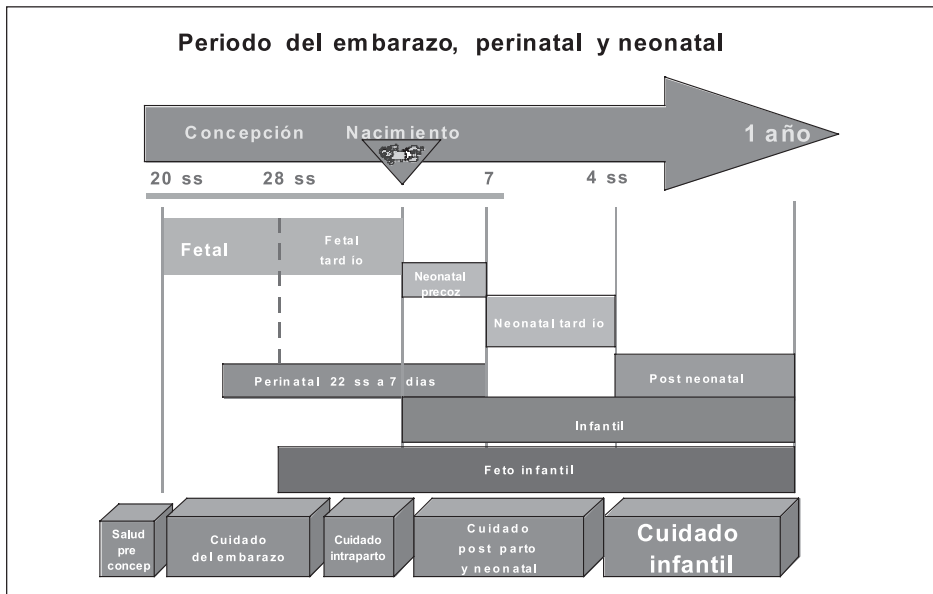 Periodo del embarazo, perinatal y neonatal
Concepción Nacimiento 1 año
20 ss 28 ss 7 4 ss
Fetal
Fetal
tardio
Neonatal
precoz
Neonatal tardio
Perinatal 22 ss a 7 dias
Post neonatal
Infantil
Feto infantil
Salud
pre
concep
Cuidado
del embarazo
Cuidado
intraparto
Cuidado
post parto
y neonatal
Cuidado
infantil